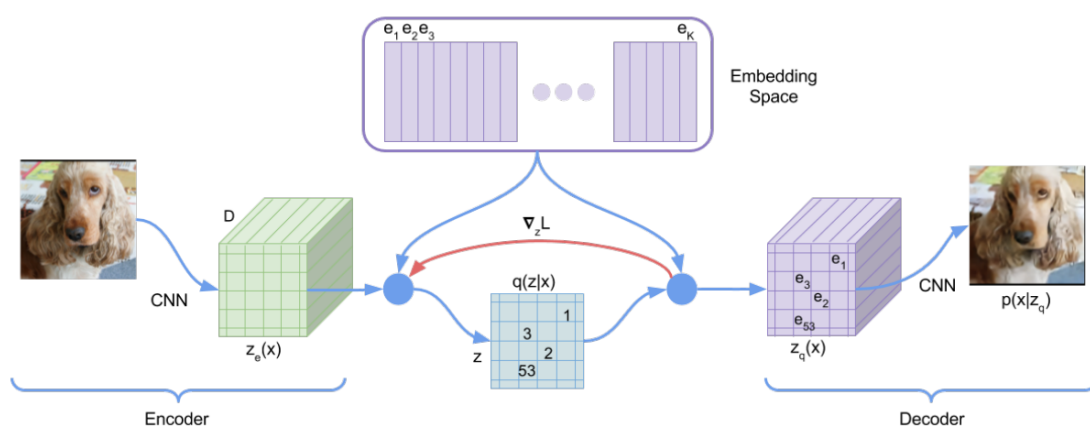 e1 e2 e3
eK
Embedding
Space
D
∇zL
CNN
q(z|x)
1
3
2
53
z
e1
e3
e2
e53
CNN
p(x|zq)
ze(x)
zq(x)
Encoder
Decoder